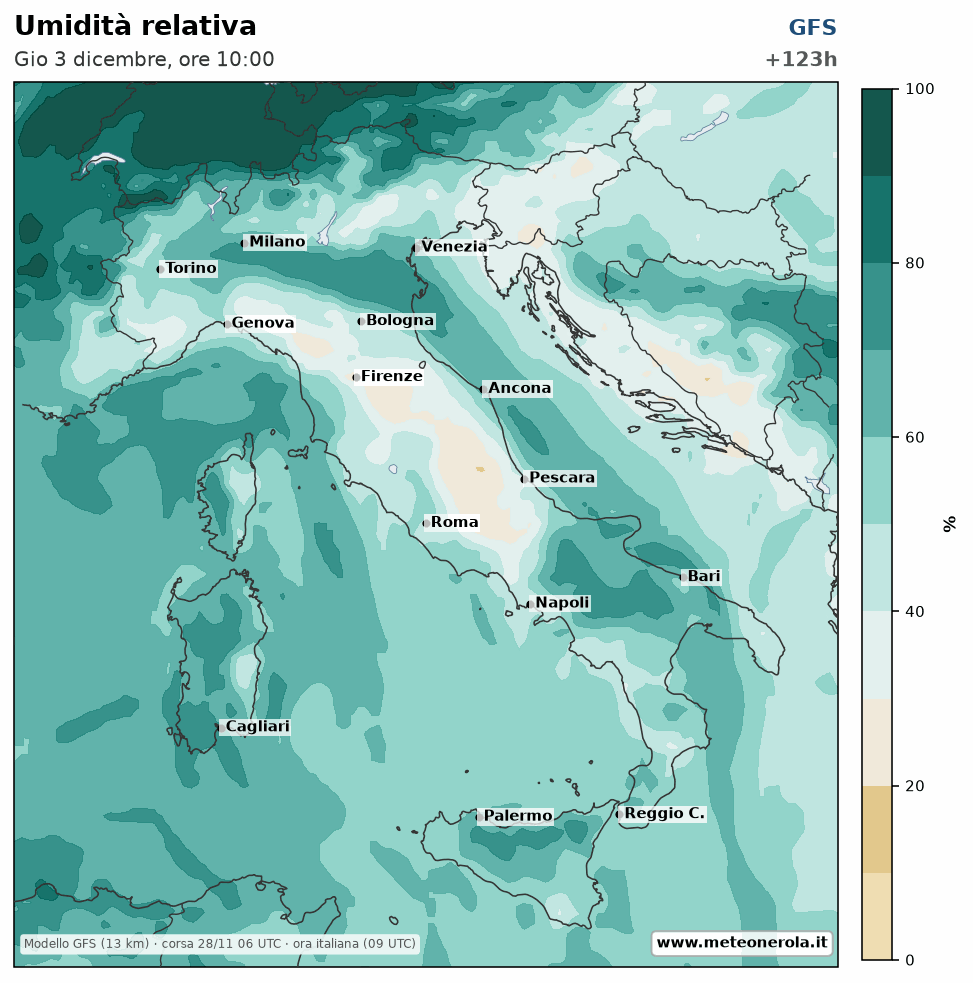 Umidità relativa
GFS
Gio 3 dicembre, ore 10:00
+123h
100
80
60
40
20
0
%
Milano
Venezia
Torino
Genova
Bologna
Firenze
Ancona
Pescara
Roma
Bari
Napoli
Cagliari
Palermo
Reggio C.
Modello GFS (13 km) · corsa 28/11 06 UTC · ora italiana (09 UTC)
www.meteonerola.it